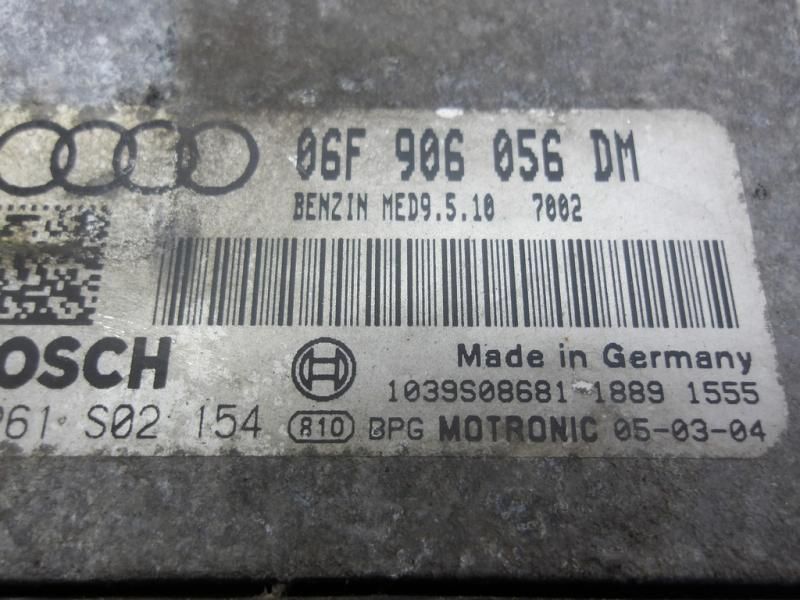 06F 906 056 DM
BENZIN MED9.5.10 7002
OSCH
Made in Germany
1039S08681 1889 1555
261 S02 154 810 BPG MOTRONIC 05-03-04